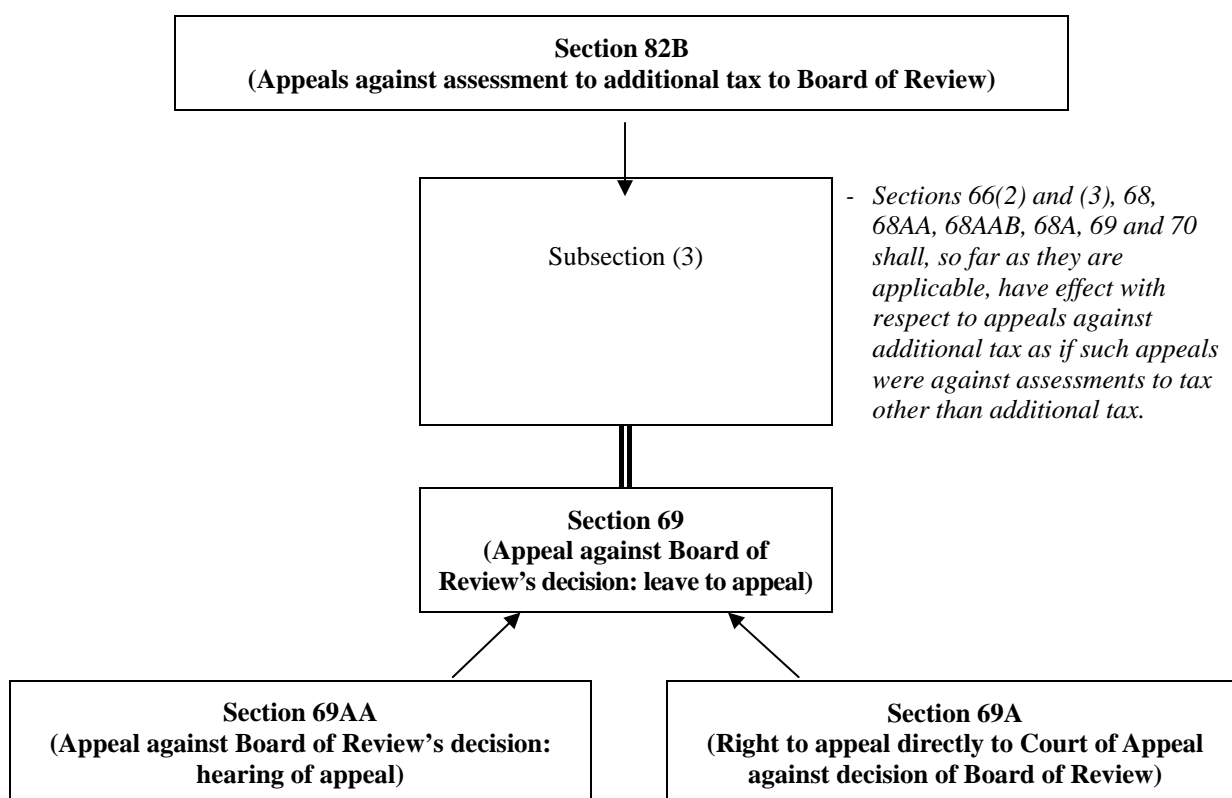 Section 82B
(Appeals against assessment to additional tax to Board of Review)
Subsection (3)
- Sections 66(2) and (3), 68,
68AA, 68AAB, 68A, 69 and 70
shall, so far as they are
applicable, have effect with
respect to appeals against
additional tax as if such appeals
were against assessments to tax
other than additional tax.
Section 69
(Appeal against Board of
Review’s decision: leave to appeal)
Section 69AA
(Appeal against Board of Review’s decision:
hearing of appeal)
Section 69A
(Right to appeal directly to Court of Appeal
against decision of Board of Review)